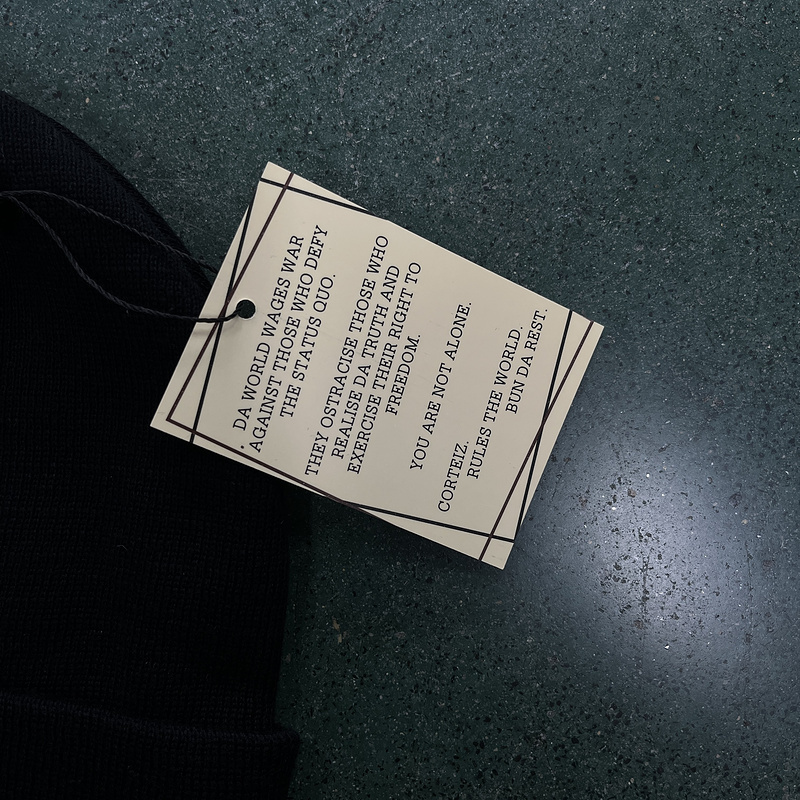 DA WORLD WAGES WAR
AGAINST THOSE WHO DEFY
THE STATUS QUO.
THEY OSTRACISE THOSE WHO
REALISE DA TRUTH AND
EXERCISE THEIR RIGHT TO
FREEDOM.
YOU ARE NOT ALONE.
CORTEIZ.
RULES THE WORLD.
BUN DA REST.